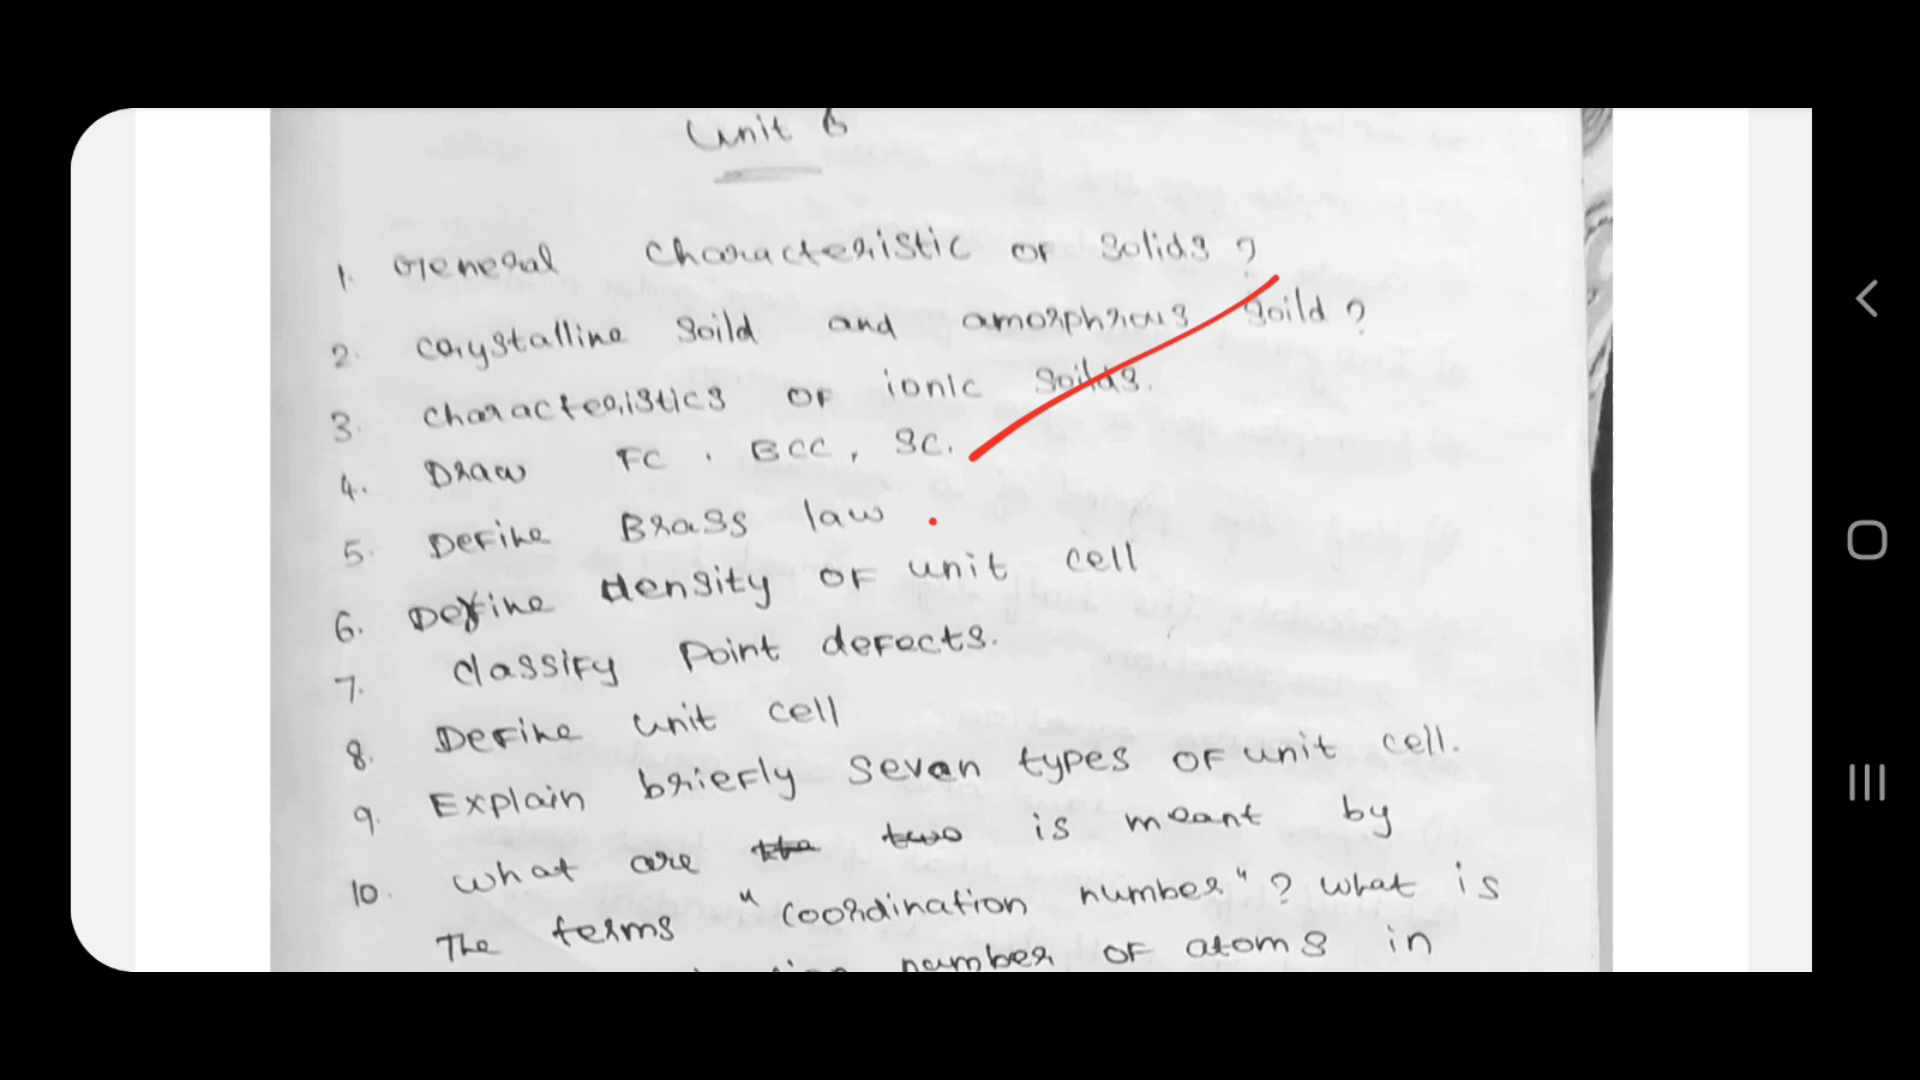 Unit 6
1. General characteristic of solids ?
2. Crystalline soild and amorphrous soild ?
3. characteristics of ionic soilds.
4. Draw FC , BCC , SC.
5. Define Brass law .
6. Define density of unit cell
7. classify point defects.
8. Define unit cell
9. Explain briefly seven types of unit cell.
10. what are two is meant by
The terms "coordination number" ? what is
number of atoms in